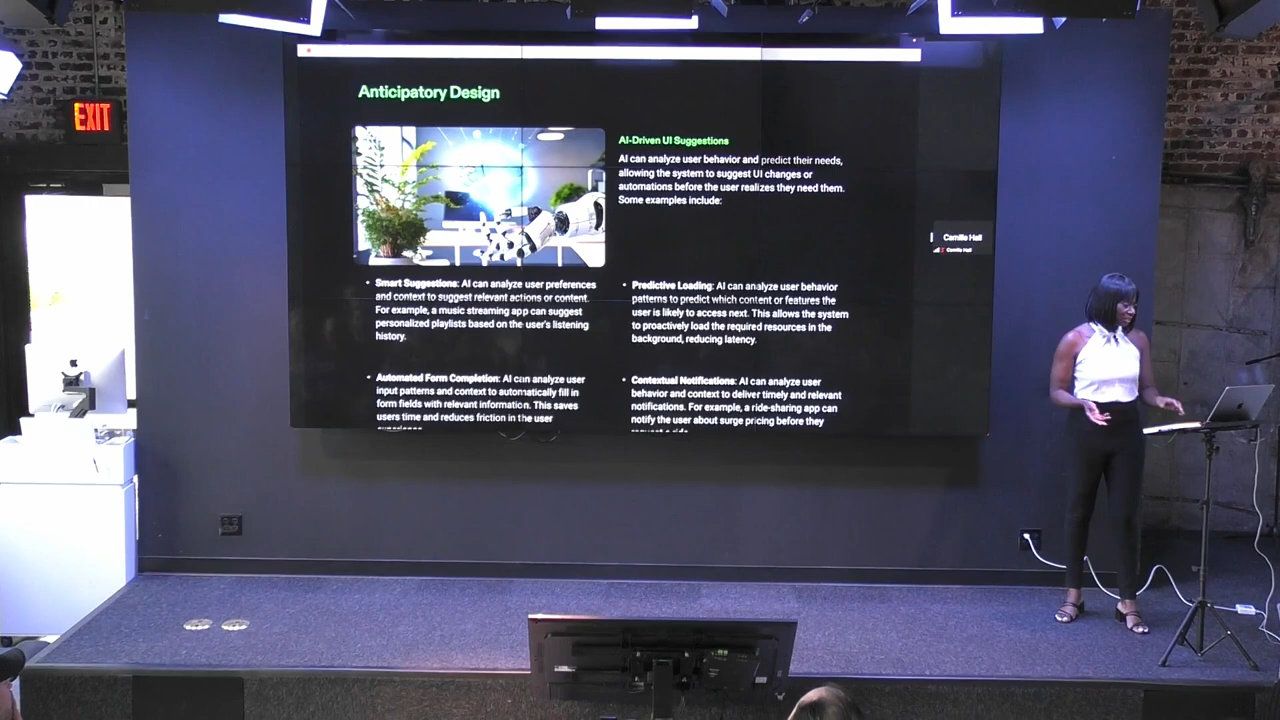 EXIT
Anticipatory Design
AI-Driven UI Suggestions
AI can analyze user behavior and predict their needs,
allowing the system to suggest UI changes or
automations before the user realizes they need them.
Some examples include:
Camille Hall
Camille Hall
• Smart Suggestions: AI can analyze user preferences
and context to suggest relevant actions or content.
For example, a music streaming app can suggest
personalized playlists based on the user's listening
history.
• Predictive Loading: AI can analyze user behavior
patterns to predict which content or features the
user is likely to access next. This allows the system
to proactively load the required resources in the
background, reducing latency.
• Automated Form Completion: AI can analyze user
input patterns and context to automatically fill in
form fields with relevant information. This saves
users time and reduces friction in the user
experience.
• Contextual Notifications: AI can analyze user
behavior and context to deliver timely and relevant
notifications. For example, a ride-sharing app can
notify the user about surge pricing before they
request a ride.